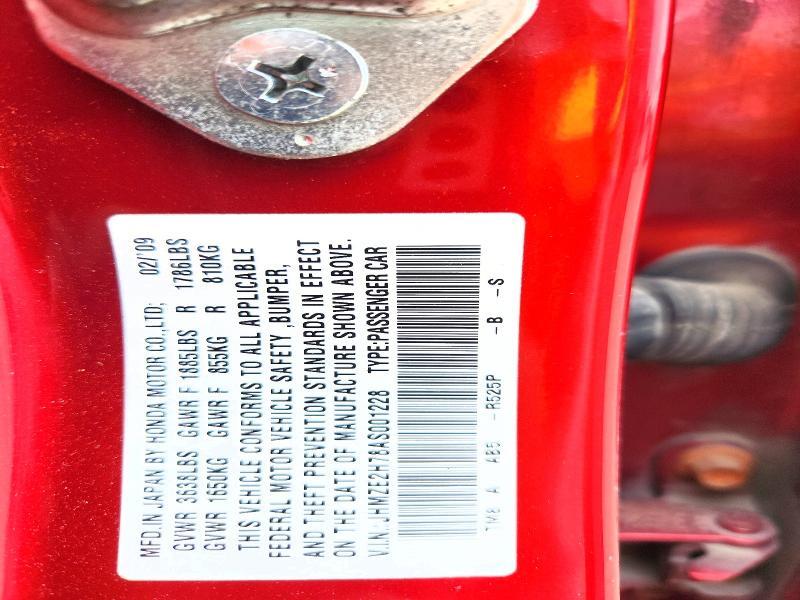 MFD.IN JAPAN BY HONDA MOTOR CO.,LTD; 02/'09
GVWR 3638LBS GAWR F 1885LBS R 1786LBS
GVWR 1650KG GAWR F 855KG R 810KG
THIS VEHICLE CONFORMS TO ALL APPLICABLE
FEDERAL MOTOR VEHICLE SAFETY ,BUMPER,
AND THEFT PREVENTION STANDARDS IN EFFECT
ON THE DATE OF MANUFACTURE SHOWN ABOVE.
V.I.N: JHMZE2H78AS001228 TYPE:PASSENGER CAR
TM8 A AB5 -R525P -B -S